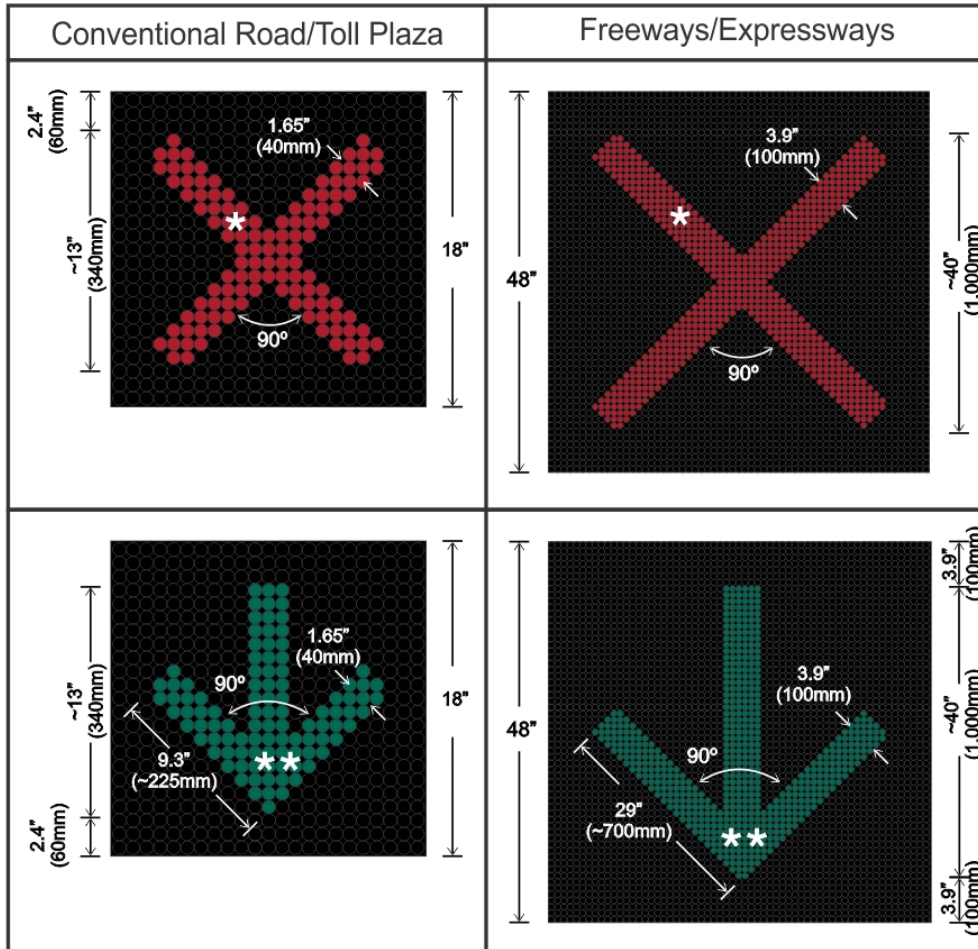 Conventional Road/Toll Plaza
Freeways/Expressways
2.4"
(60mm)
1.65"
(40mm)
*
~13"
(340mm)
18"
90º
3.9"
(100mm)
*
48"
~40"
(1,000mm)
90º
~13"
(340mm)
1.65"
(40mm)
90º
18"
**
9.3"
(~225mm)
2.4"
(60mm)
3.9"
(100mm)
3.9"
(100mm)
48"
~40"
(1,000mm)
90º
29"
(~700mm)
**
3.9"
(100mm)